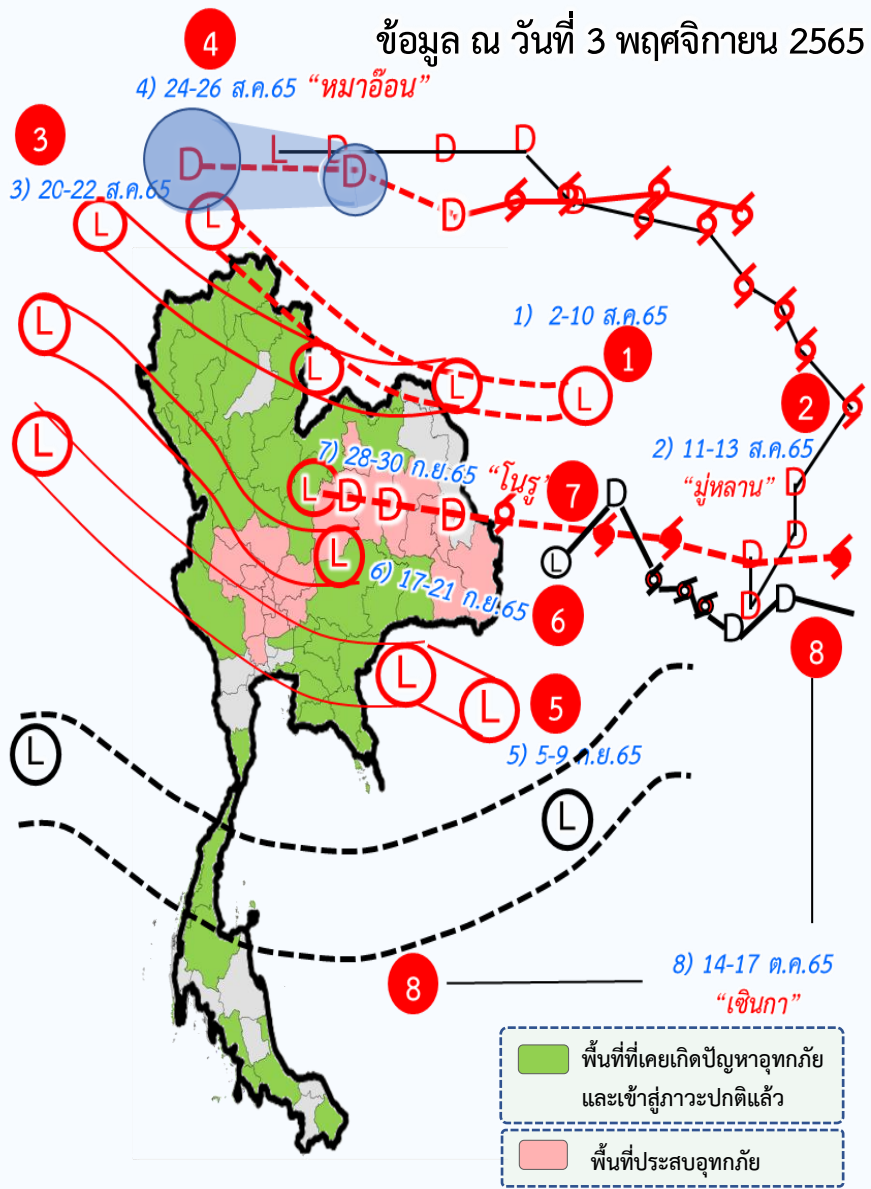 ข้อมูล ณ วันที่ 3 พฤศจิกายน 2565
4
4) 24-26 ส.ค.65 “หมาอ๊อน”
3
L D D D
D D
3) 20-22 ส.ค.65
D
D
L L
L
1) 2-10 ส.ค.65
1
L L L
2
L
7) 28-30 ก.ย.65 “โนรู”
2) 11-13 ส.ค.65
“มู่หลาน”
7
L D D D
D
D
D
L
L
D
6) 17-21 ก.ย.65
6
D
D
D
8
L
L
5
5) 5-9 ก.ย.65
L
L
8
8) 14-17 ต.ค.65
“เซินกา”
พื้นที่ที่เคยเกิดปัญหาอุทกภัย
และเข้าสู่ภาวะปกติแล้ว
พื้นที่ประสบอุทกภัย